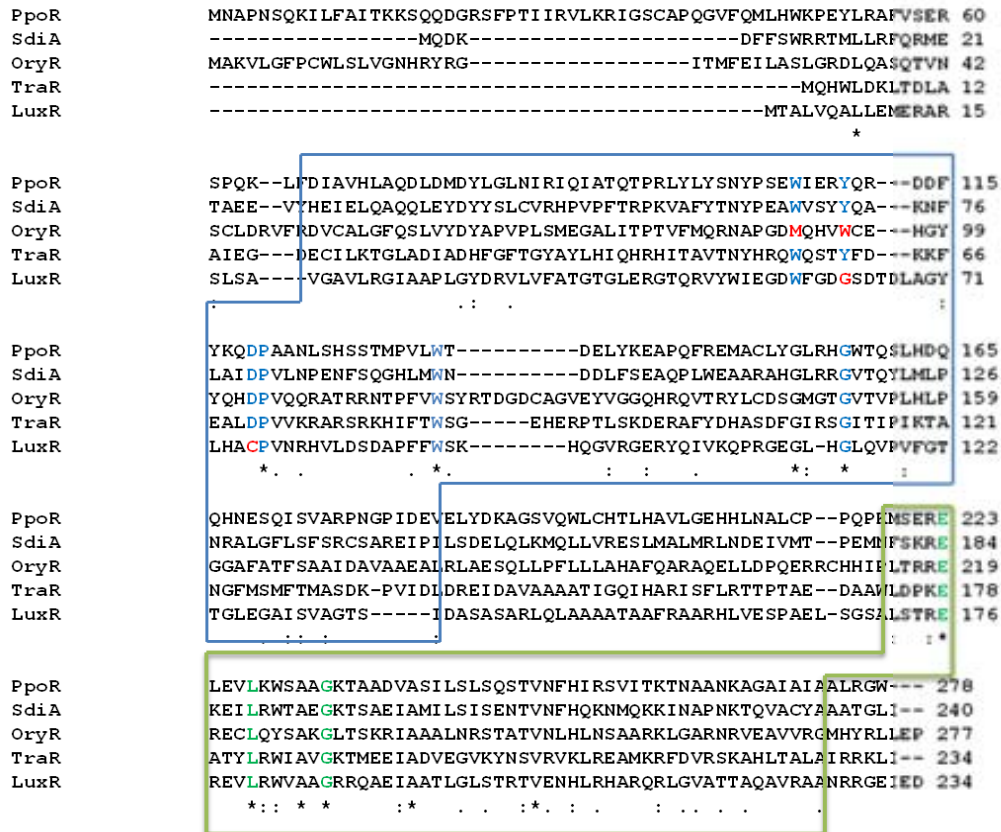 PpoR MNAPNSQKILFAITKKSQQDGRSFPTIIRVLKRIGSCAPQGVFQMLHWKPEYLRAFVSER 60
SdiA ----------------MQDK---------------------DFFSWRRTMLLRFQRME 21
OryR MAKVLGFPCWLSLVGNHRYRG-----------------ITMFEILASLGRDLQASQTVN 42
TraR ---------------------------------------------MQHWLDKLTDLA 12
LuxR ------------------------------------------MTALVQALLEMERAR 15
*
PpoR SPQK--LFDIAVHLAQDLDMDYLGLNIRIQIATQTPRLYLYSNYPSEWIERYQR---DDF 115
SdiA TAEE--VYHEIELQAQQLEYDYYSLCVRHPVPFTRPKVAFYTNYPEAWVSYYQA---KNF 76
OryR SCLDRVFRDVCALGFQSLVYDYAPVPLSMEGALITPTVFMQRNAPGDMQHVWCE---HGY 99
TraR AIEG---DECILKTGLADIADHFGFTGYAYLHIQHRHITAVTNYHRQWQSTYFD---KKF 66
LuxR SLSA----VGAVLRGIAAPLGYDRVLVFATGTGLERGTQRVYWIEGDWFGDGSDTDLAGY 71
: .: . :
PpoR YKQDPAANLSHSSTMPVLWT----------DELYKEAPQFREMACLYGLRHGWTQSLHDQ 165
SdiA LAIDPVLNPENFSQGHLMWN----------DDLFSEAQPLWEAARAHGLRRGVTQYLMLP 126
OryR YQHDPVQQRATRRNTPFVWSYRTDGDCAGVEYVGGQHQRVTRYLCDSGMGTGVTVPLHLP 159
TraR EALDPVVKRARSRKHIFTWSG-----EHERPTLSKDERAFYDHASDFGIRSGITIPIKTA 121
LuxR LHACPVNRHVLDSDAPFFWSK---------HQGVRGERYQIVKQPRGEGL-HGLQVPVFGT 122
*. . .*. : : . *: * :
PpoR QHNESQISVARPNGPIDEVELYDKAGSVQWLCHTLHAVLGEHHLNALCP--PQPEMSERE 223
SdiA NRALGFLSFSRCSAREIPILSDELQLKMQLLVRESLMALMRLNDEIVMT--PEMNFSKRE 184
OryR GGAFATFSAAIDAVAAEALRLAESQLLPFLLLAHAFQARAQELLDPQERRCHHIPLTRRE 219
TraR NGFMSMFTMASDK-PVIDLDREIDAVAAAATIGQIHARISFLRTTPTAE--DAAWLDPKE 178
LuxR TGLEGAISVAGTS-----IDASASARLQLAAAATAAFRAARHLVESPAEL-SGSALSTRE 176
. :: : : : :*
PpoR LEVLKWSAAGKTAADVASILSLSQSTVNFHIRSVITKTNAANKAGAIAIAALRGW--- 278
SdiA KEILRWTAEGKTSAEIAMILSISENTVNFHQKNMQKKINAPNKTQVACYAAATGLI-- 240
OryR RECLQYSAKGLTSKRIAAALNRSTATVNLHLNSAARKLGARNRVEAVVRGMHYRLLEP 277
TraR ATYLRWIAVGKTMEEIADVEGVKYNSVRVKLREAMKRFDVRSKAHLTALAIRRKLI-- 234
LuxR REVLRWVAAGRRQAEIAATLGLSTRTVENHLRHARQRLGVATTAQAVRAANRRGEIED 234
*:: * * :* . . :*. : . : . . . .